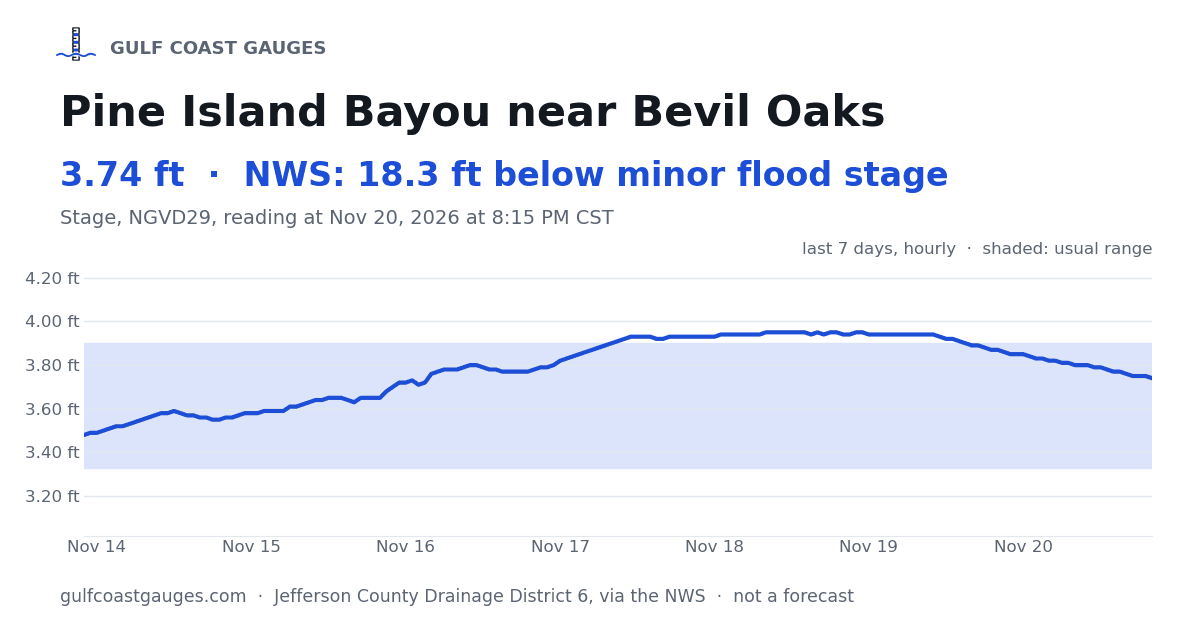 GULF COAST GAUGES
Pine Island Bayou near Bevil Oaks
3.74 ft · NWS: 18.3 ft below minor flood stage
Stage, NGVD29, reading at Nov 20, 2026 at 8:15 PM CST
last 7 days, hourly · shaded: usual range
4.20 ft
4.00 ft
3.80 ft
3.60 ft
3.40 ft
3.20 ft
Nov 14 Nov 15 Nov 16 Nov 17 Nov 18 Nov 19 Nov 20
gulfcoastgauges.com · Jefferson County Drainage District 6, via the NWS · not a forecast